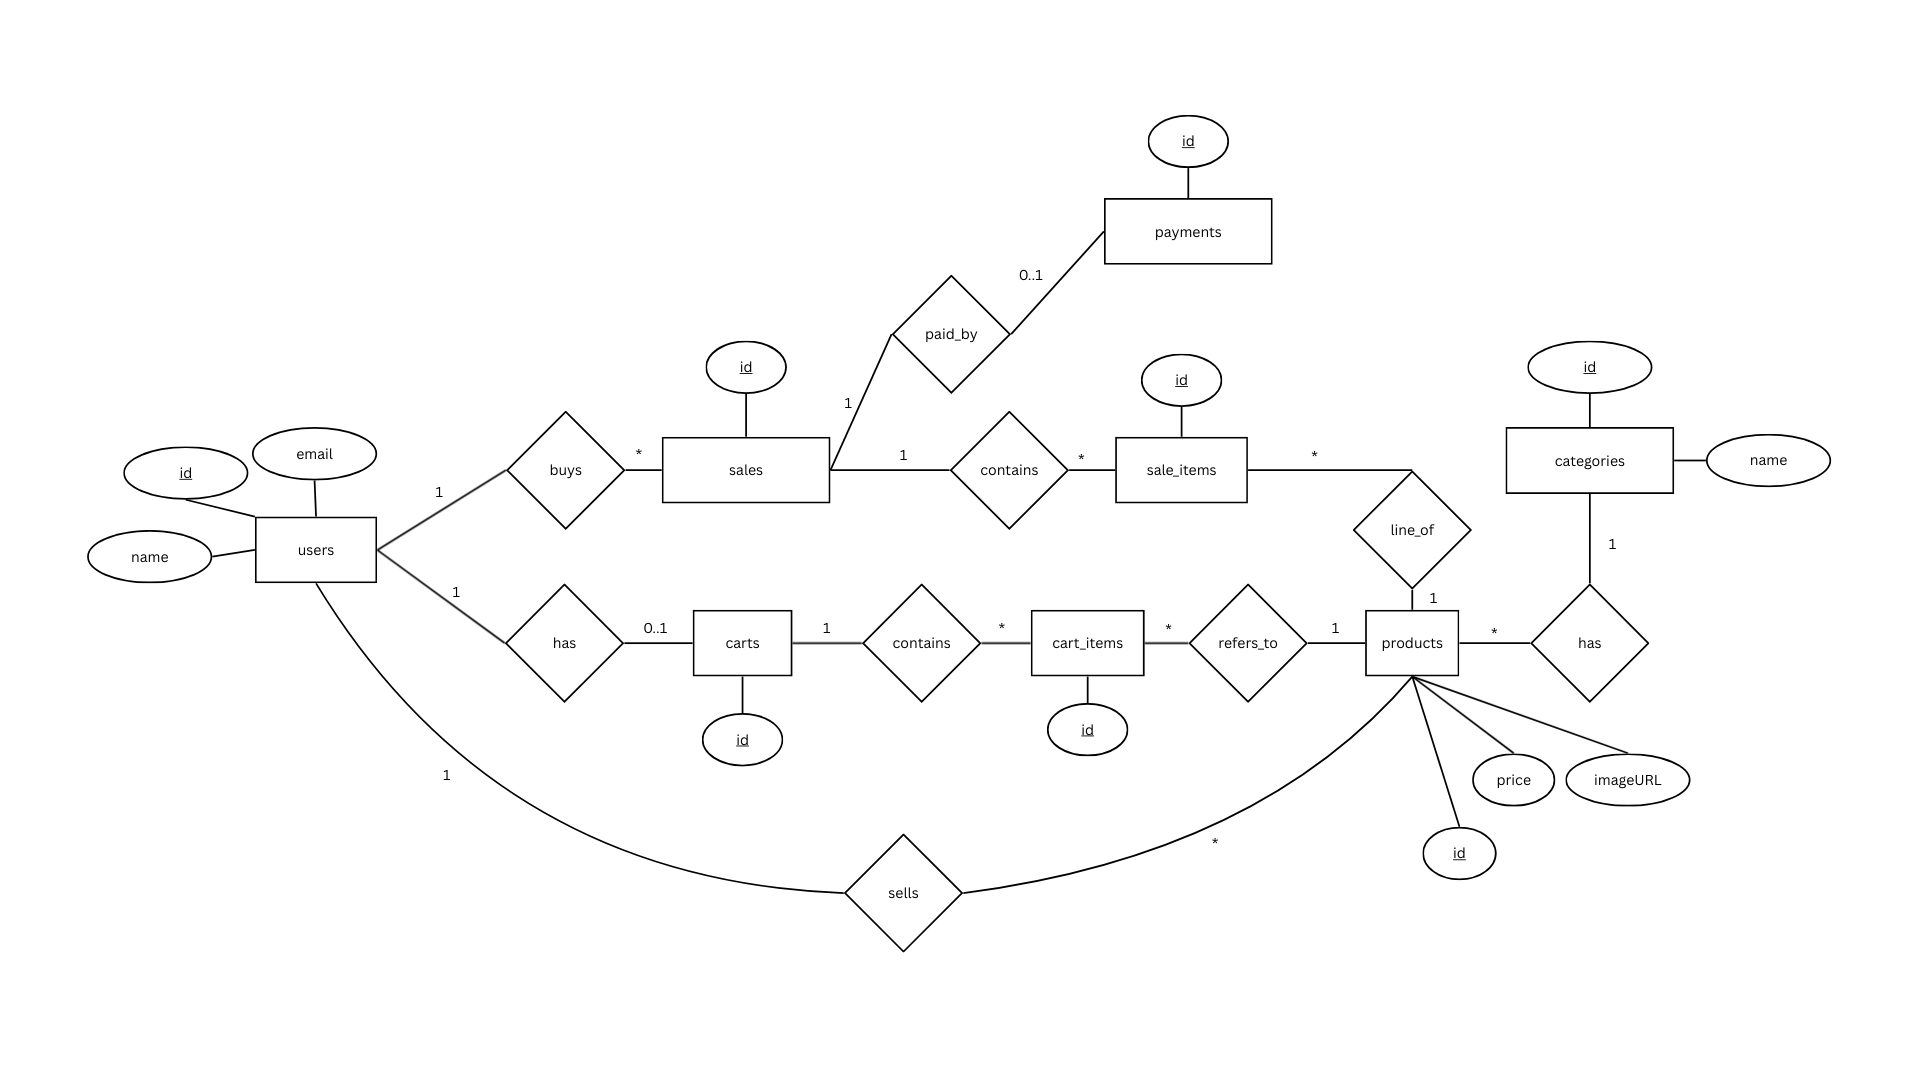 id
payments
0..1
paid_by
id
id
id
1
email
*
1
*
*
id
buys
sales
contains
sale_items
categories
name
1
line_of
users
1
name
1
1
0..1
1
*
*
1
*
has
carts
contains
cart_items
refers_to
products
has
id
id
1
price
imageURL
*
id
sells